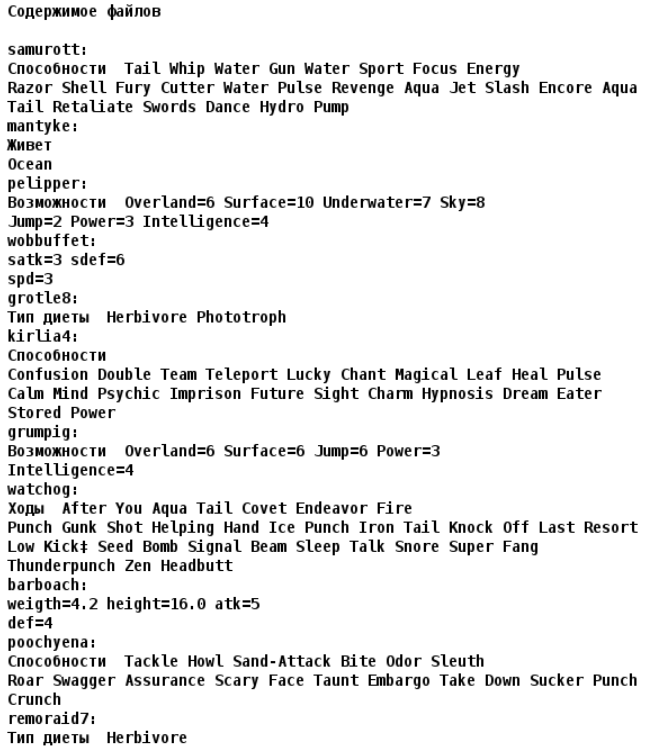 Содержимое файлов
samurott:
Способности  Tail Whip Water Gun Water Sport Focus Energy
Razor Shell Fury Cutter Water Pulse Revenge Aqua Jet Slash Encore Aqua
Tail Retaliate Swords Dance Hydro Pump
mantyke:
Живет
Ocean
pelipper:
Возможности  Overland=6 Surface=10 Underwater=7 Sky=8
Jump=2 Power=3 Intelligence=4
wobbuffet:
satk=3 sdef=6
spd=3
grotle8:
Тип диеты  Herbivore Phototroph
kirlia4:
Способности
Confusion Double Team Teleport Lucky Chant Magical Leaf Heal Pulse
Calm Mind Psychic Imprison Future Sight Charm Hypnosis Dream Eater
Stored Power
grumpig:
Возможности  Overland=6 Surface=6 Jump=6 Power=3
Intelligence=4
watchog:
Ходы  After You Aqua Tail Covet Endeavor Fire
Punch Gunk Shot Helping Hand Ice Punch Iron Tail Knock Off Last Resort
Low Kick‡ Seed Bomb Signal Beam Sleep Talk Snore Super Fang
Thunderpunch Zen Headbutt
barboach:
weigth=4.2 height=16.0 atk=5
def=4
poochyena:
Способности  Tackle Howl Sand-Attack Bite Odor Sleuth
Roar Swagger Assurance Scary Face Taunt Embargo Take Down Sucker Punch
Crunch
remoraid7:
Тип диеты  Herbivore